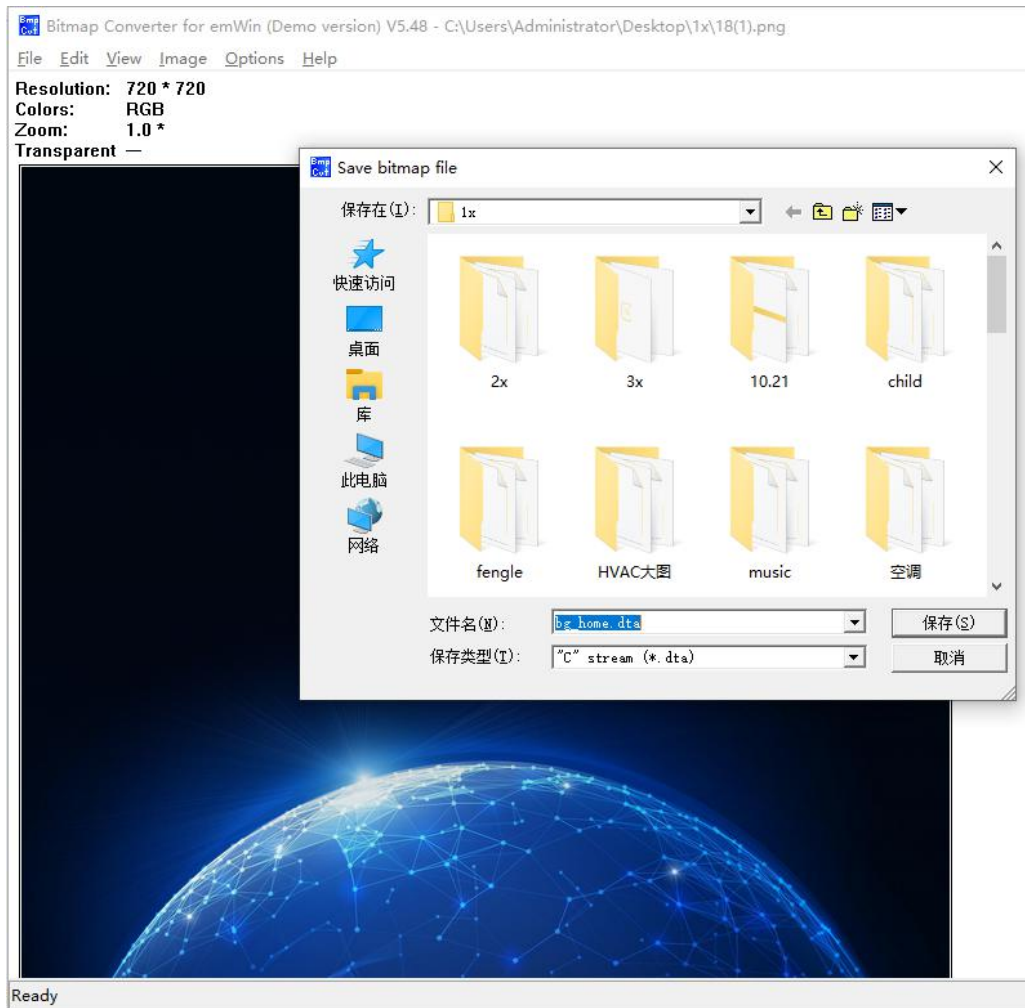 Bitmap Converter for emWin (Demo version) V5.48 - C:\Users\Administrator\Desktop\1x\18(1).png
File Edit View Image Options Help
Resolution: 720 * 720
Colors: RGB
Zoom: 1.0 *
Transparent —
Save bitmap file
保存在(I): 1x
快速访问
桌面
库
此电脑
网络
2x 3x 10.21 child
fengle HVAC大图 music 空调
文件名(N): bg_home.dta 保存(S)
保存类型(T): "C" stream (*.dta) 取消
Ready